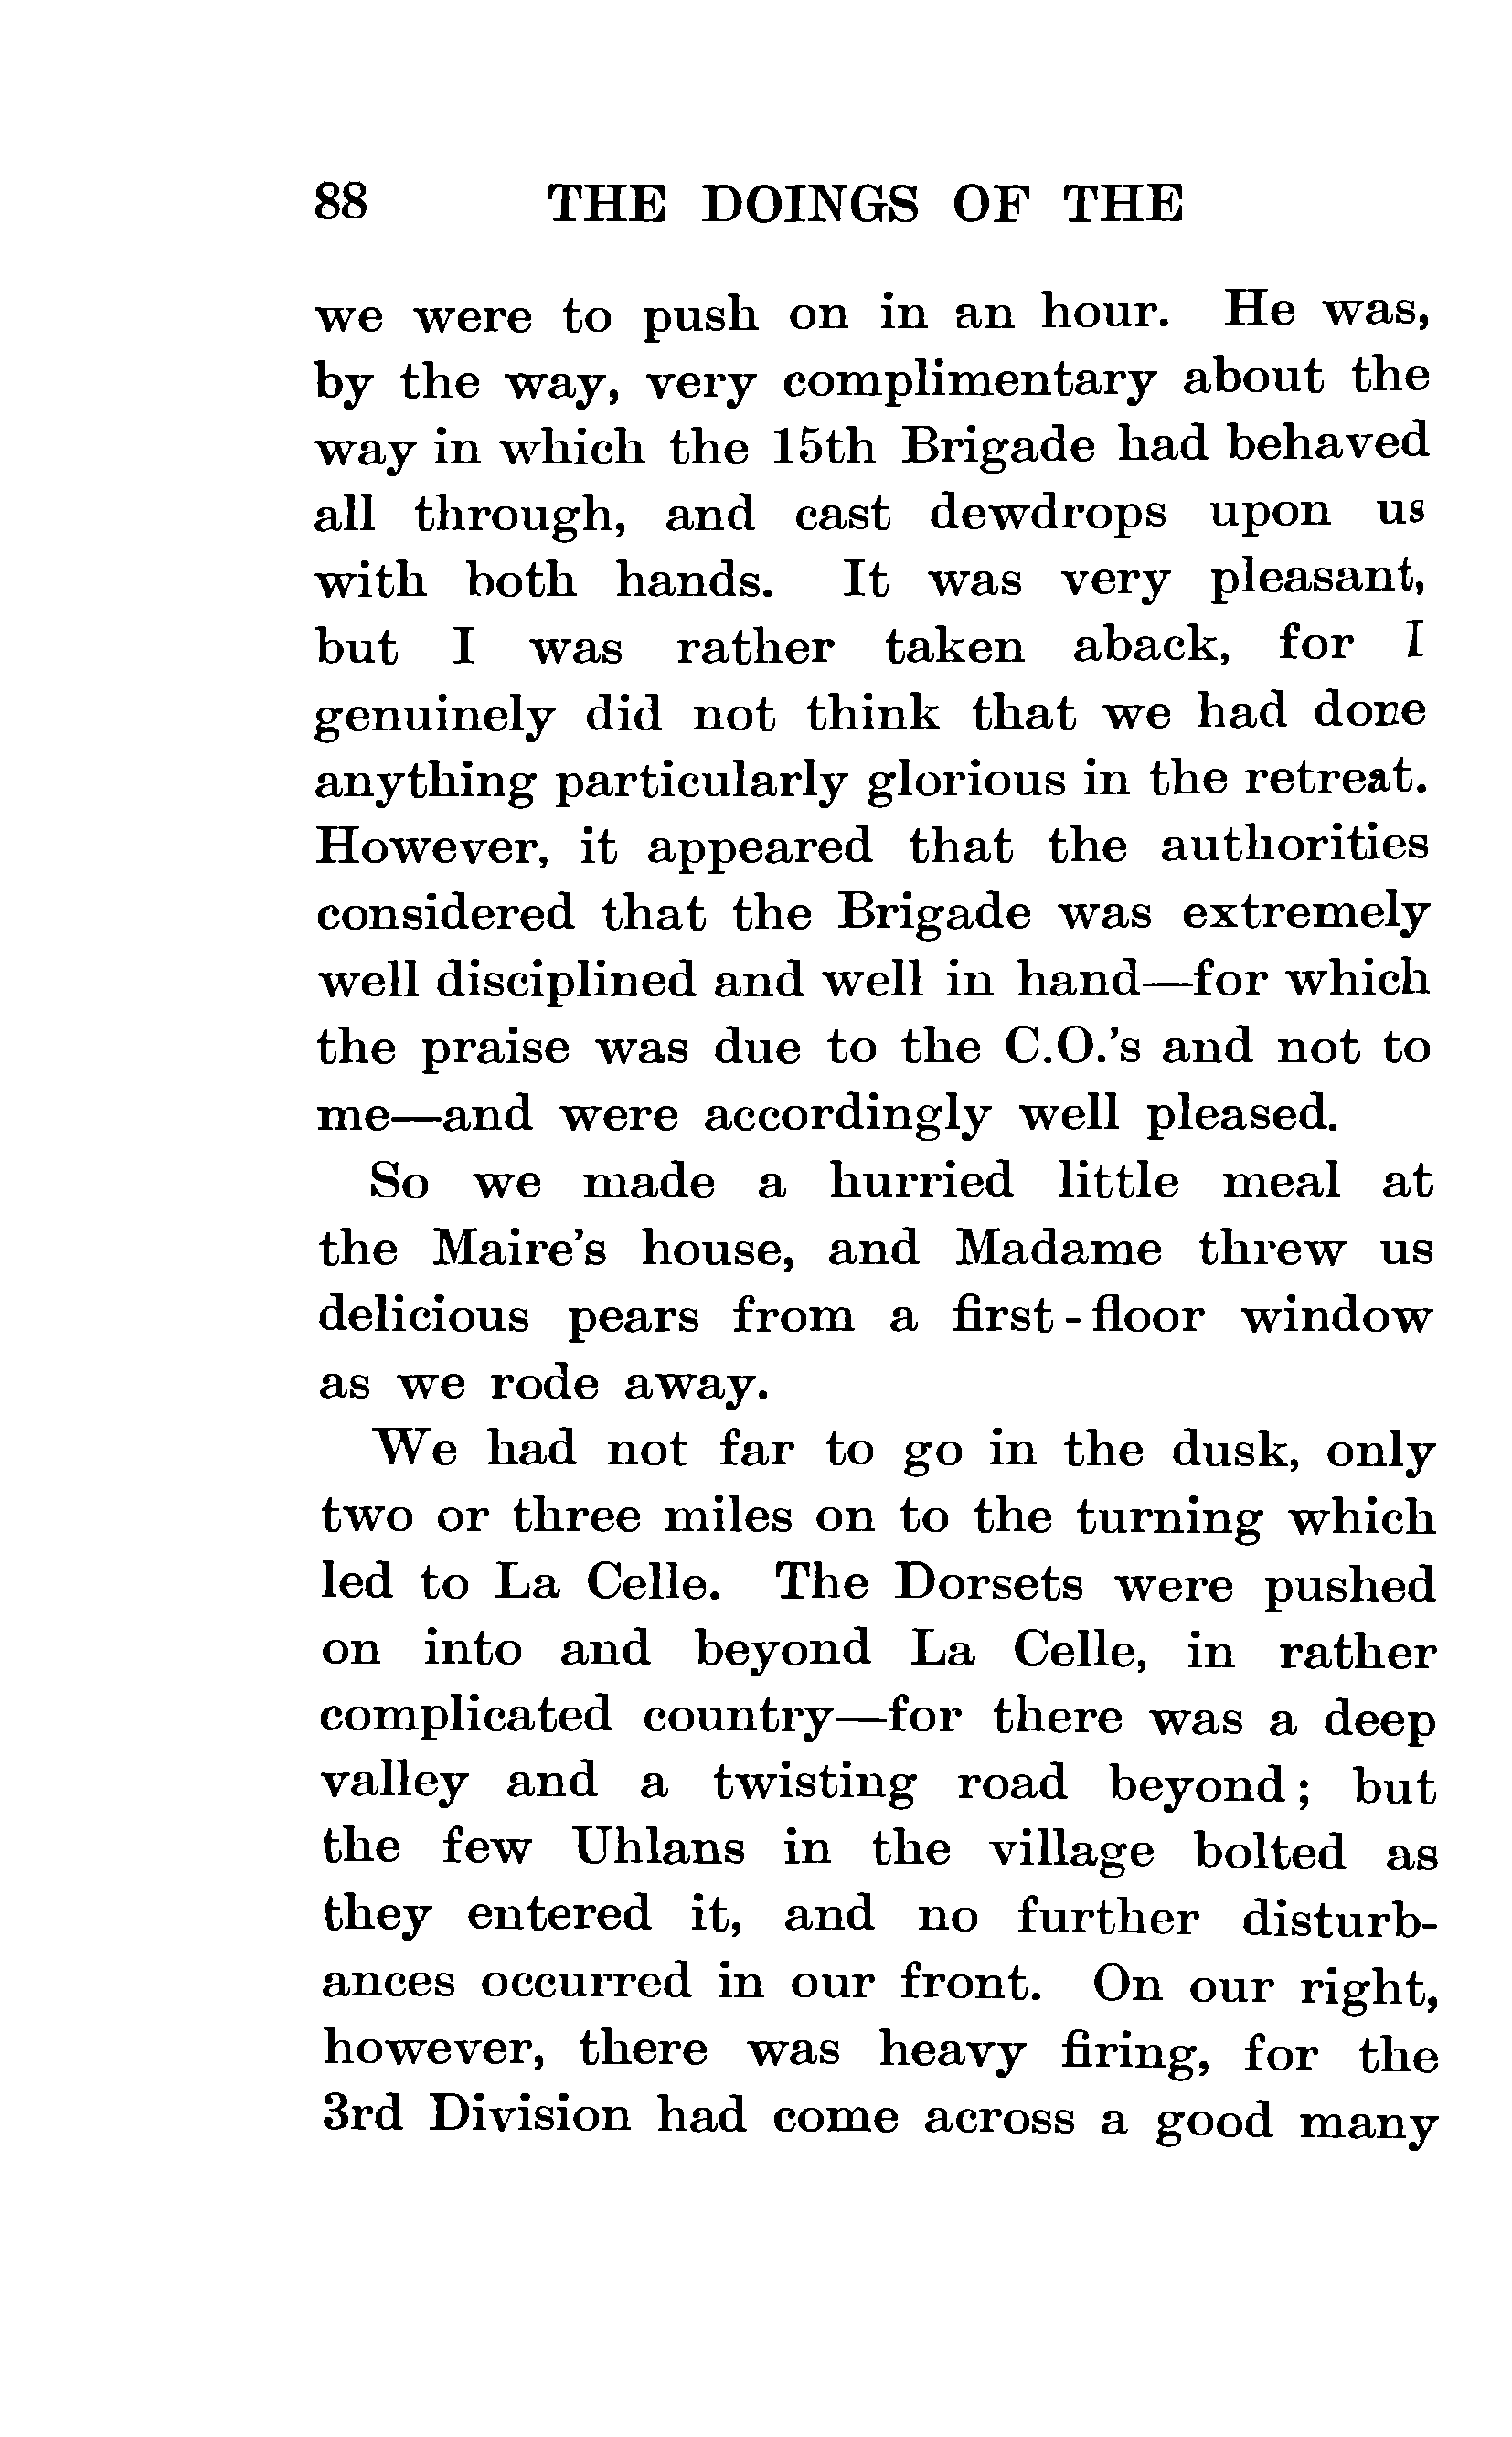 88 THE DOINGS OF THE
we were to push on in an hour. He was,
by the way, very complimentary about the
way in which the 15th Brigade had behaved
all through, and cast dewdrops upon us
with both hands. It was very pleasant,
but I was rather taken aback, for I
genuinely did not think that we had done
anything particularly glorious in the retreat.
However, it appeared that the authorities
considered that the Brigade was extremely
well disciplined and well in hand—for which
the praise was due to the C.O.'s and not to
me—and were accordingly well pleased.
So we made a hurried little meal at
the Maire's house, and Madame threw us
delicious pears from a first-floor window
as we rode away.
We had not far to go in the dusk, only
two or three miles on to the turning which
led to La Celle. The Dorsets were pushed
on into and beyond La Celle, in rather
complicated country—for there was a deep
valley and a twisting road beyond; but
the few Uhlans in the village bolted as
they entered it, and no further disturb-
ances occurred in our front. On our right,
however, there was heavy firing, for the
3rd Division had come across a good many